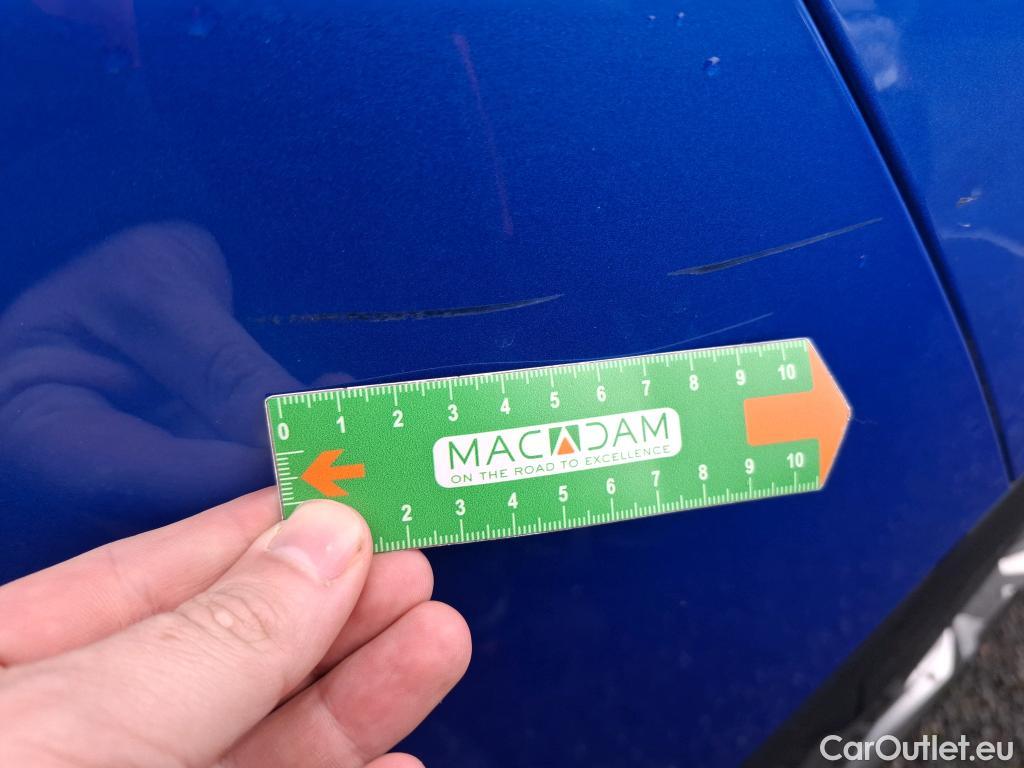 0 1 2 3 4 5 6 7 8 9 10
MACADAM
ON THE ROAD TO EXCELLENCE
2 3 4 5 6 7 8 9 10
CarOutlet.eu